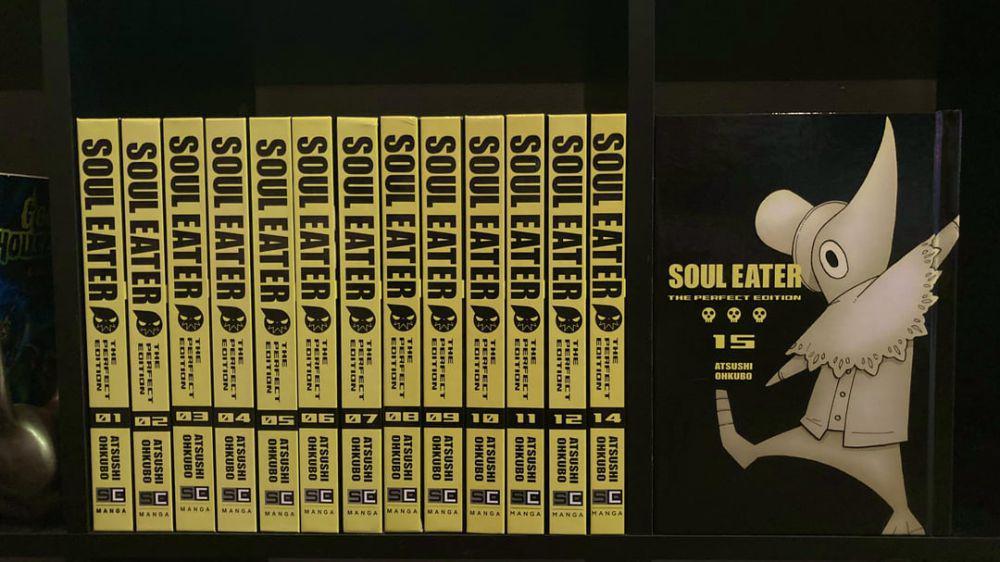 SOUL EATER THE PERFECT EDITION 01 ATSUSHI OHKUBO SC MANGA
SOUL EATER THE PERFECT EDITION 02 ATSUSHI OHKUBO SC MANGA
SOUL EATER THE PERFECT EDITION 03 ATSUSHI OHKUBO SC MANGA
SOUL EATER THE PERFECT EDITION 04 ATSUSHI OHKUBO SC MANGA
SOUL EATER THE PERFECT EDITION 05 ATSUSHI OHKUBO SC MANGA
SOUL EATER THE PERFECT EDITION 06 ATSUSHI OHKUBO SC MANGA
SOUL EATER THE PERFECT EDITION 07 ATSUSHI OHKUBO SC MANGA
SOUL EATER THE PERFECT EDITION 08 ATSUSHI OHKUBO SC MANGA
SOUL EATER THE PERFECT EDITION 09 ATSUSHI OHKUBO SC MANGA
SOUL EATER THE PERFECT EDITION 10 ATSUSHI OHKUBO SC MANGA
SOUL EATER THE PERFECT EDITION 11 ATSUSHI OHKUBO SC MANGA
SOUL EATER THE PERFECT EDITION 12 ATSUSHI OHKUBO SC MANGA
SOUL EATER THE PERFECT EDITION 14 ATSUSHI OHKUBO SC MANGA
SOUL EATER
THE PERFECT EDITION
15
ATSUSHI
OHKUBO